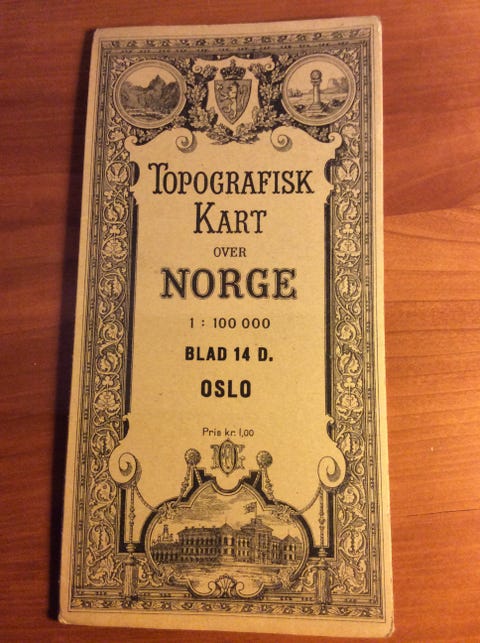 TOPOGRAFISK
KART
OVER
NORGE
1 : 100 000
BLAD 14 D.
OSLO
Pris kr. 1,00